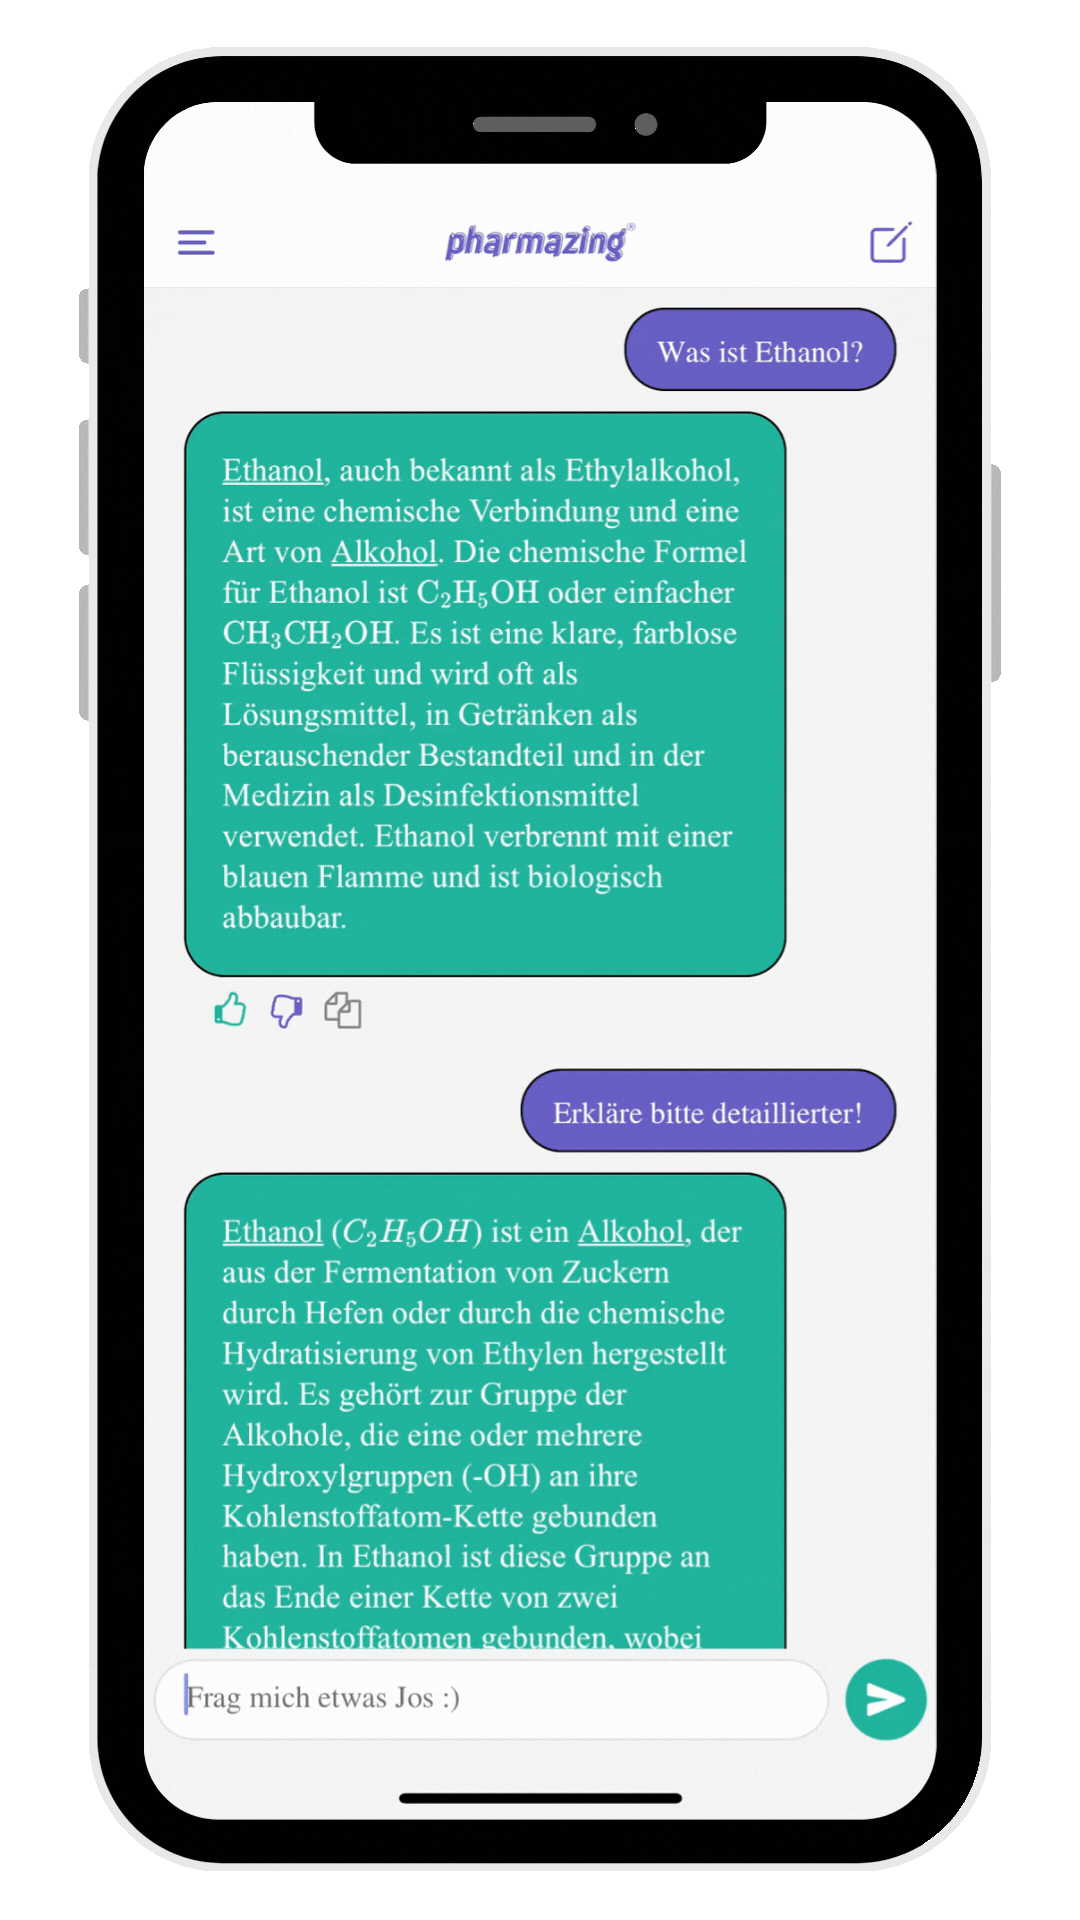 pharmazing®
Was ist Ethanol?
Ethanol, auch bekannt als Ethylalkohol,
ist eine chemische Verbindung und eine
Art von Alkohol. Die chemische Formel
für Ethanol ist C₂H₅OH oder einfacher
CH₃CH₂OH. Es ist eine klare, farblose
Flüssigkeit und wird oft als
Lösungsmittel, in Getränken als
berauschender Bestandteil und in der
Medizin als Desinfektionsmittel
verwendet. Ethanol verbrennt mit einer
blauen Flamme und ist biologisch
abbaubar.
Erkläre bitte detaillierter!
Ethanol (C₂H₅OH) ist ein Alkohol, der
aus der Fermentation von Zuckern
durch Hefen oder durch die chemische
Hydratisierung von Ethylen hergestellt
wird. Es gehört zur Gruppe der
Alkohole, die eine oder mehrere
Hydroxylgruppen (-OH) an ihre
Kohlenstoffatom-Kette gebunden
haben. In Ethanol ist diese Gruppe an
das Ende einer Kette von zwei
Kohlenstoffatomen gebunden, wobei
Frag mich etwas Jos :)